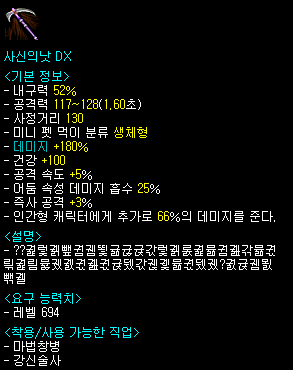 사신의낫 DX
<기본 정보>
- 내구력 52%
- 공격력 117~128(1,60초)
- 사정거리 130
- 미니 펫 먹이 분류 생체형
- 데미지 +180%
- 건강 +100
- 공격 속도 +5%
- 어둠 속성 데미지 흡수 25%
- 즉사 공격 +3%
- 인간형 캐릭터에게 추가로 66%의 데미지를 준다.
<설명>
<요구 능력치>
- 레벨 694
<착용/사용 가능한 직업>
- 마법창병
- 강신술사